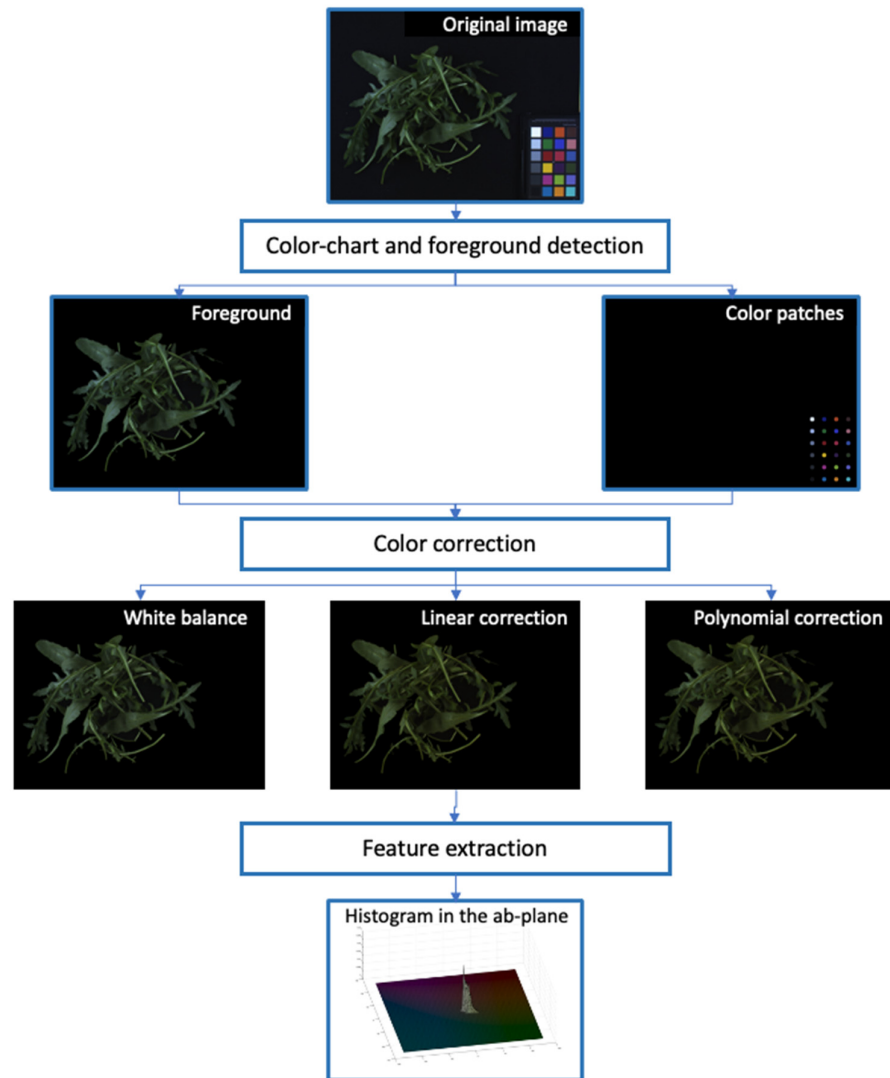 Original image
Color-chart and foreground detection
Foreground
Color patches
Color correction
White balance
Linear correction
Polynomial correction
Feature extraction
Histogram in the ab-plane